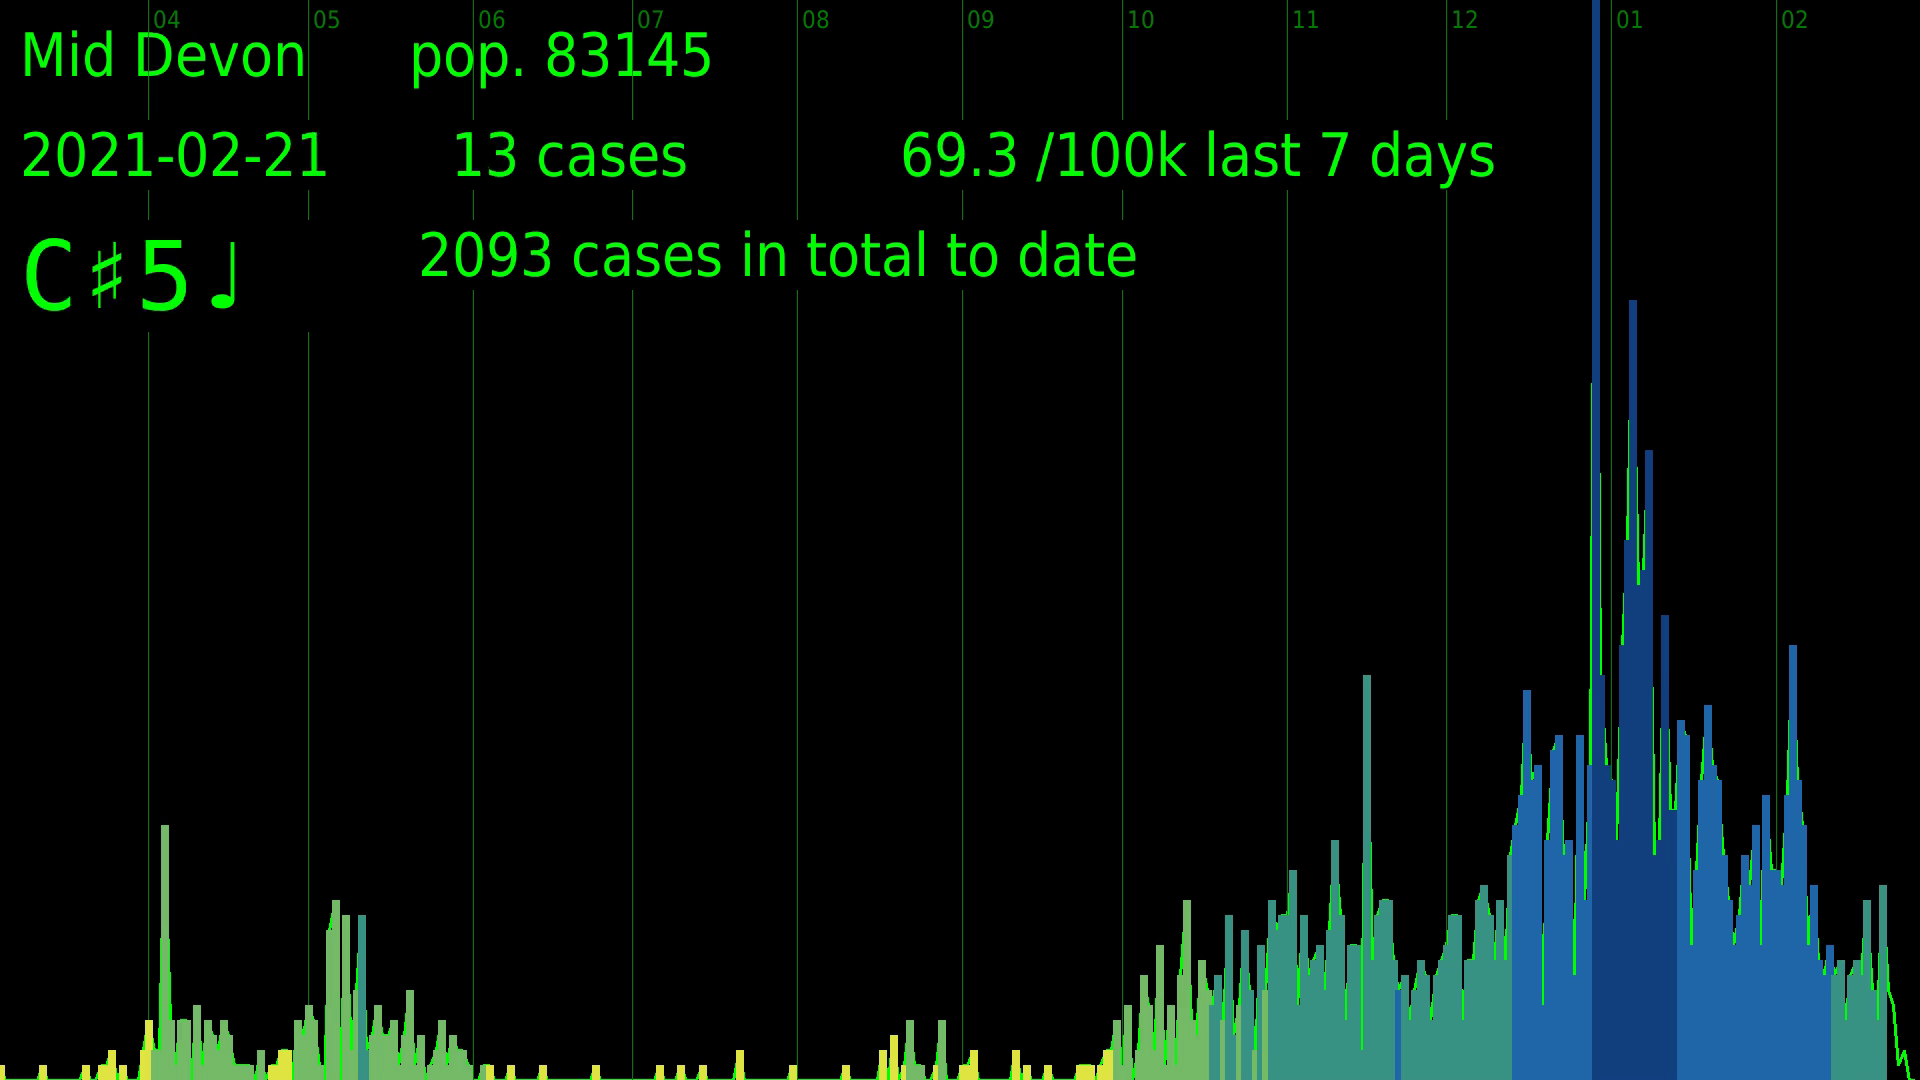 04 05 06 07 08 09 10 11 12 01 02
Mid Devon pop. 83145
2021-02-21 13 cases 69.3 /100k last 7 days
C♯5♩ 2093 cases in total to date